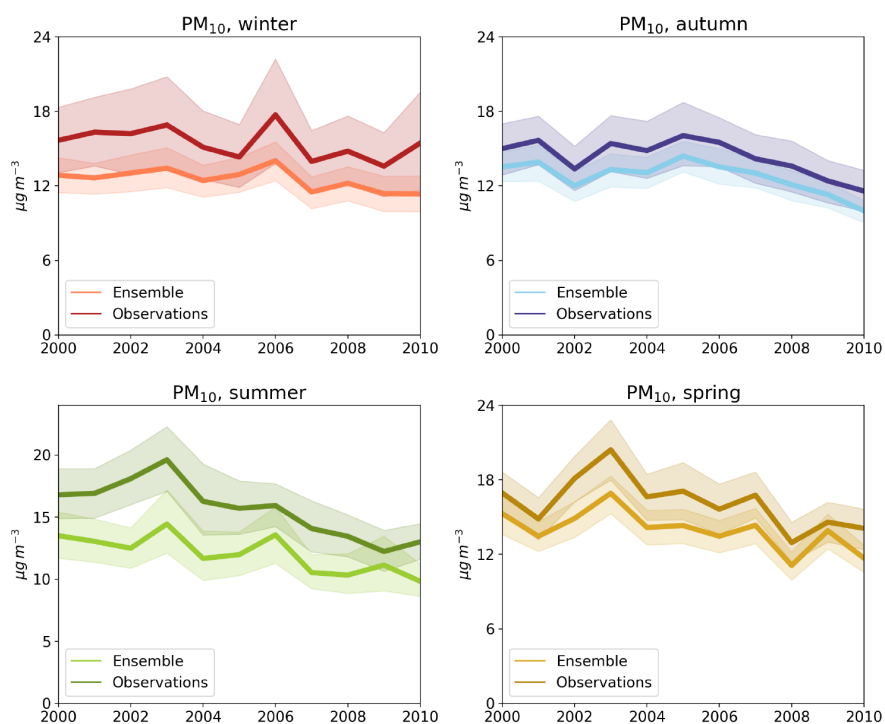 PM10, winter
24
18
12
6
0
μg m−3
Ensemble
Observations
2000 2002 2004 2006 2008 2010
PM10, autumn
24
18
12
6
0
μg m−3
Ensemble
Observations
2000 2002 2004 2006 2008 2010
PM10, summer
20
15
10
5
0
μg m−3
Ensemble
Observations
2000 2002 2004 2006 2008 2010
PM10, spring
24
18
12
6
0
μg m−3
Ensemble
Observations
2000 2002 2004 2006 2008 2010